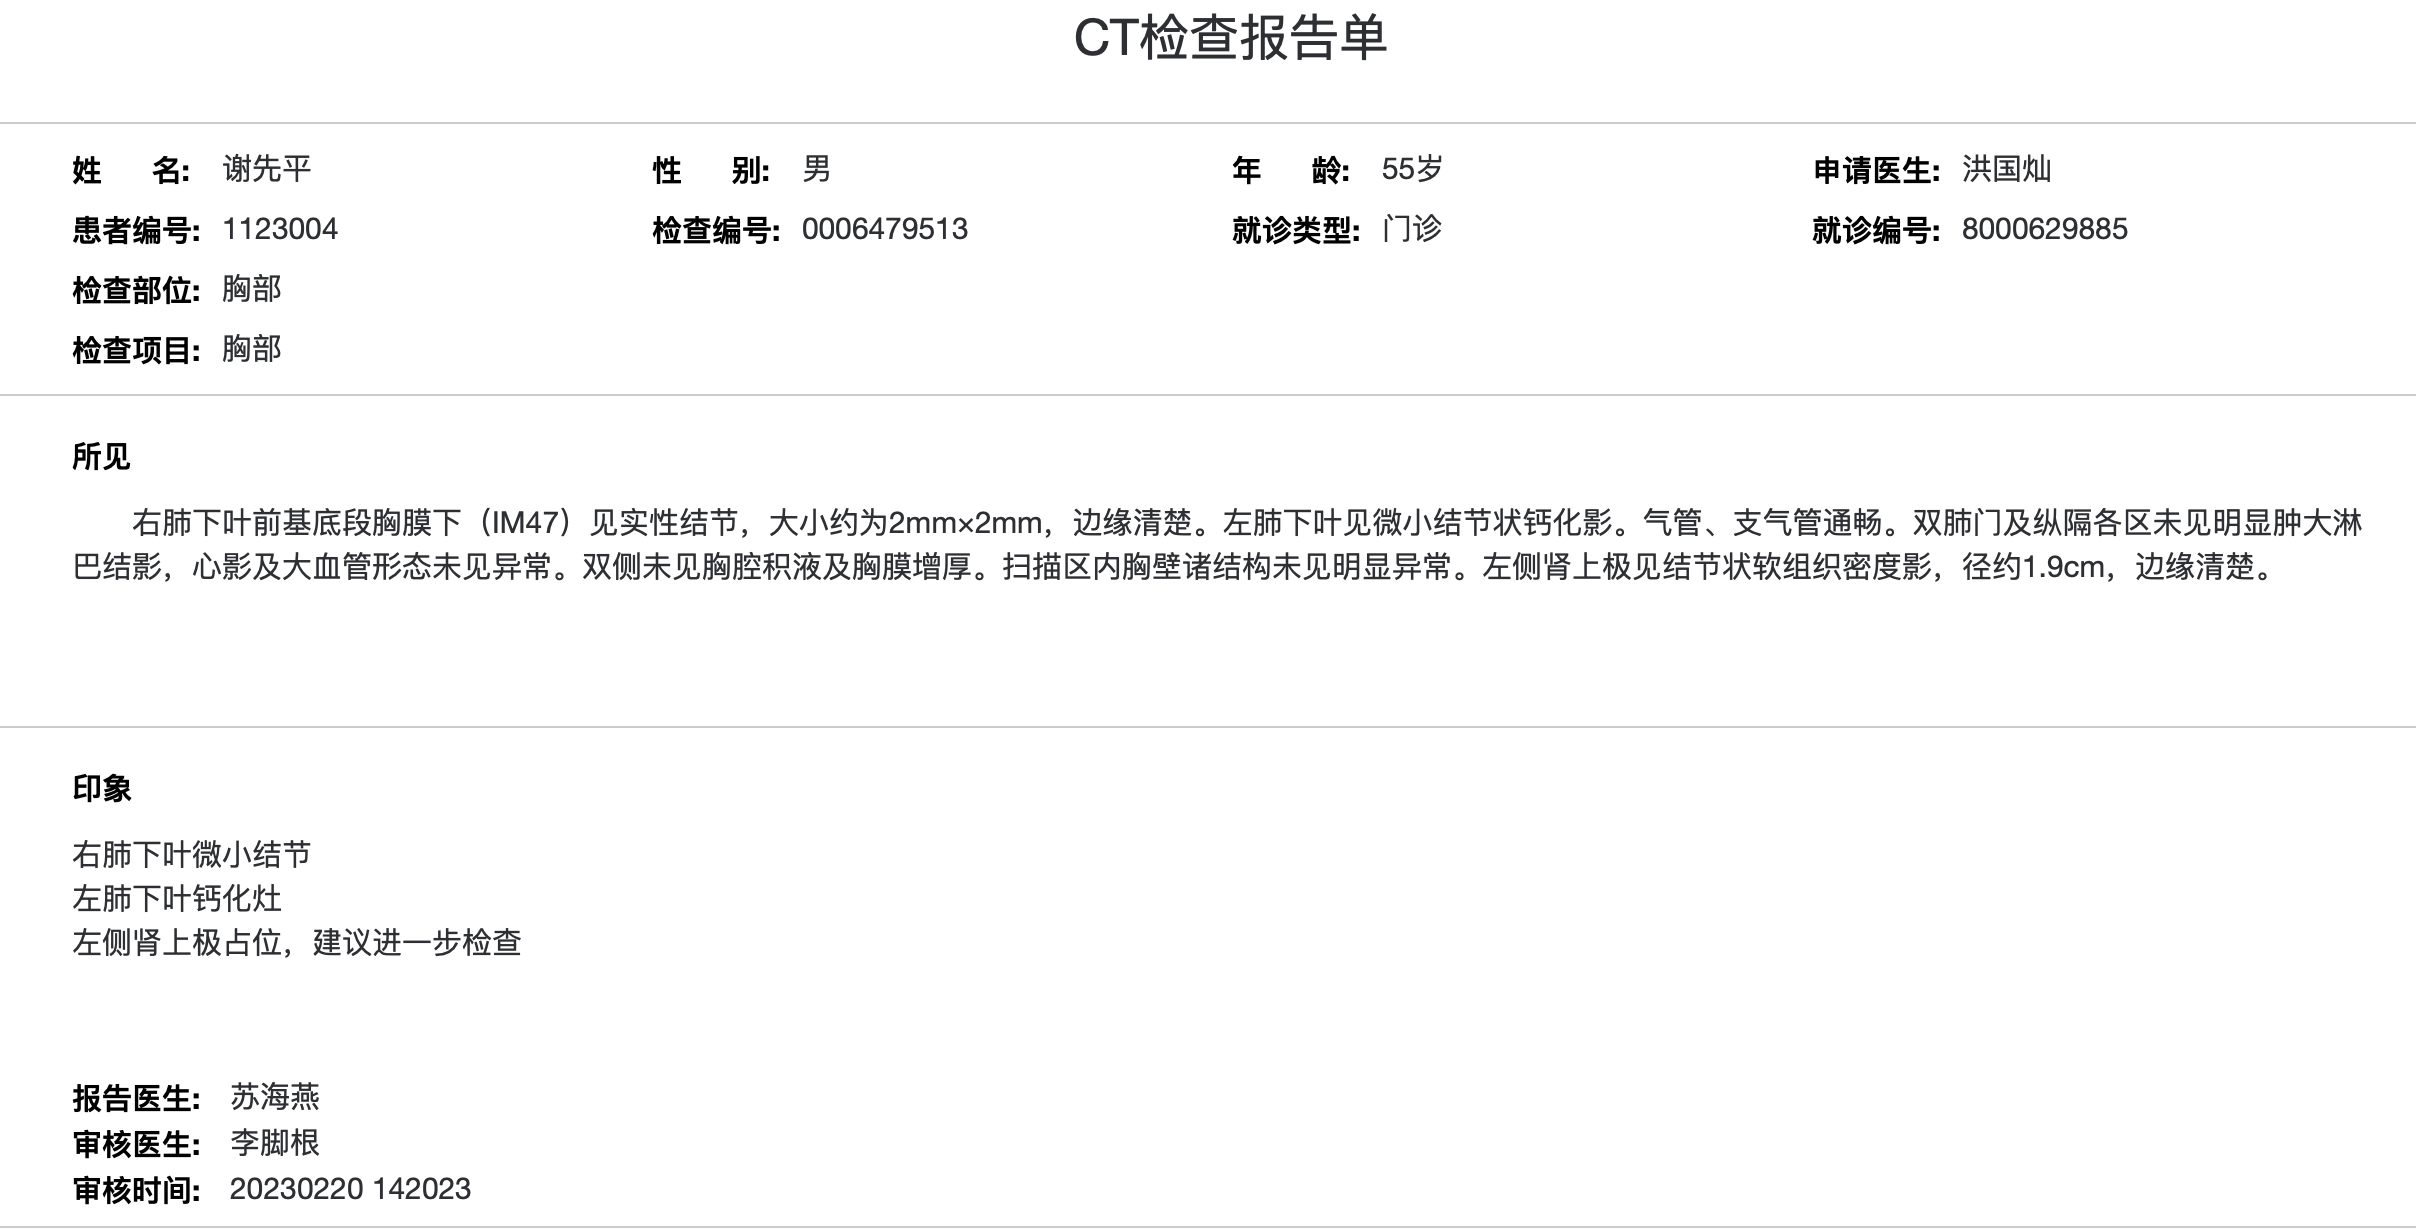 CT检查报告单
姓 名: 谢先平 性 别: 男 年 龄: 55岁 申请医生: 洪国灿
患者编号: 1123004 检查编号: 0006479513 就诊类型: 门诊 就诊编号: 8000629885
检查部位: 胸部
检查项目: 胸部
所见
右肺下叶前基底段胸膜下（IM47）见实性结节，大小约为2mm×2mm，边缘清楚。左肺下叶见微小结节状钙化影。气管、支气管通畅。双肺门及纵隔各区未见明显肿大淋
巴结影，心影及大血管形态未见异常。双侧未见胸腔积液及胸膜增厚。扫描区内胸壁诸结构未见明显异常。左侧肾上极见结节状软组织密度影，径约1.9cm，边缘清楚。
印象
右肺下叶微小结节
左肺下叶钙化灶
左侧肾上极占位，建议进一步检查
报告医生: 苏海燕
审核医生: 李脚根
审核时间: 20230220 142023